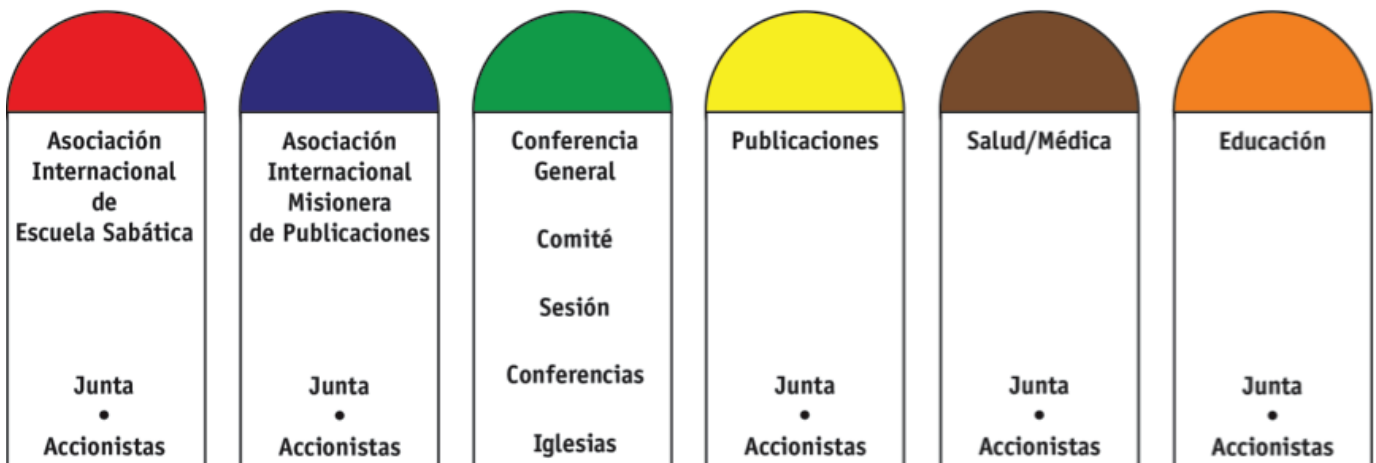 Asociación
Internacional
de
Escuela Sabática
Junta
•
Accionistas
Asociación
Internacional
Misionera
de Publicaciones
Junta
•
Accionistas
Conferencia
General
Comité
Sesión
Conferencias
Iglesias
Publicaciones
Junta
•
Accionistas
Salud/Médica
Junta
•
Accionistas
Educación
Junta
•
Accionistas